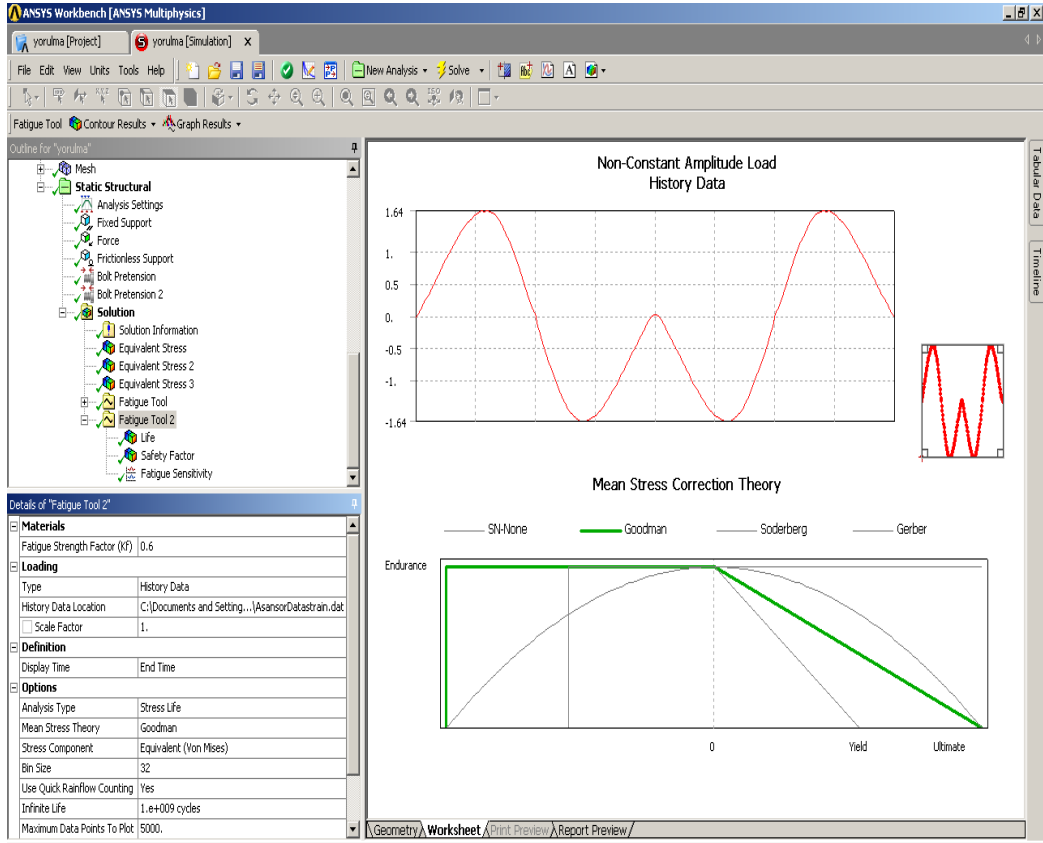 ANSYS Workbench [ANSYS Multiphysics]
yorulma [Project]
yorulma [Simulation] X
File Edit View Units Tools Help
New Analysis
Solve
Fatigue Tool Contour Results Graph Results
Outline for "yorulma"
Mesh
Static Structural
Analysis Settings
Fixed Support
Force
Frictionless Support
Bolt Pretension
Bolt Pretension 2
Solution
Solution Information
Equivalent Stress
Equivalent Stress 2
Equivalent Stress 3
Fatigue Tool
Fatigue Tool 2
Life
Safety Factor
Fatigue Sensitivity
Details of "Fatigue Tool 2"
Materials
Fatigue Strength Factor (Kf) 0.6
Loading
Type History Data
History Data Location C:\Documents and Setting...\AsansorDatastrain.dat
Scale Factor 1.
Definition
Display Time End Time
Options
Analysis Type Stress Life
Mean Stress Theory Goodman
Stress Component Equivalent (Von Mises)
Bin Size 32
Use Quick Rainflow Counting Yes
Infinite Life 1.e+009 cycles
Maximum Data Points To Plot 5000.
Non-Constant Amplitude Load
History Data
1.64
1.
0.5
0.
-0.5
-1.
-1.64
Mean Stress Correction Theory
SN-None Goodman Soderberg Gerber
Endurance
0 Yield Ultimate
Geometry Worksheet Print Preview Report Preview
Tabular Data
Timeline